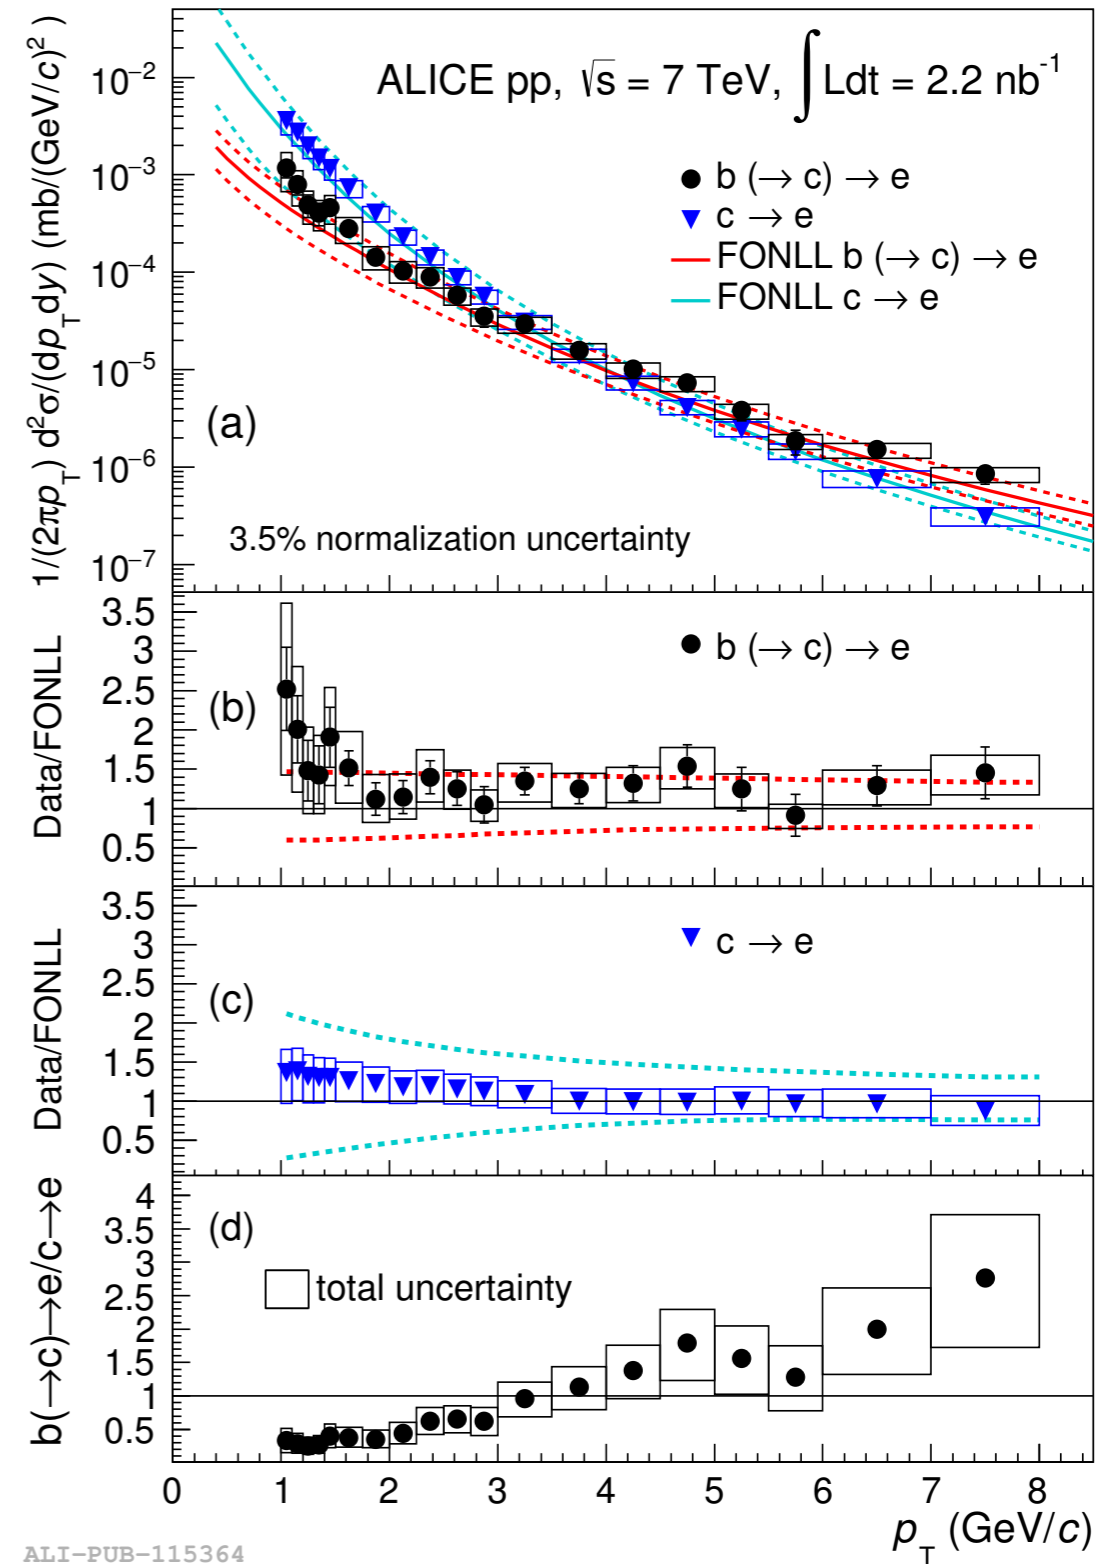 ALICE pp, √s = 7 TeV, ∫Ldt = 2.2 nb⁻¹
b (→ c) → e
c → e
FONLL b (→ c) → e
FONLL c → e
(a)
3.5% normalization uncertainty
1/(2πp_T) d²σ/(dp_T dy) (mb/(GeV/c)²)
10⁻²
10⁻³
10⁻⁴
10⁻⁵
10⁻⁶
10⁻⁷
(b)
b (→ c) → e
Data/FONLL
3.5
3
2.5
2
1.5
1
0.5
(c)
c → e
Data/FONLL
3.5
3
2.5
2
1.5
1
0.5
(d)
total uncertainty
b(→c)→e/c→e
4
3.5
3
2.5
2
1.5
1
0.5
0 1 2 3 4 5 6 7 8
p_T (GeV/c)
ALI-PUB-115364